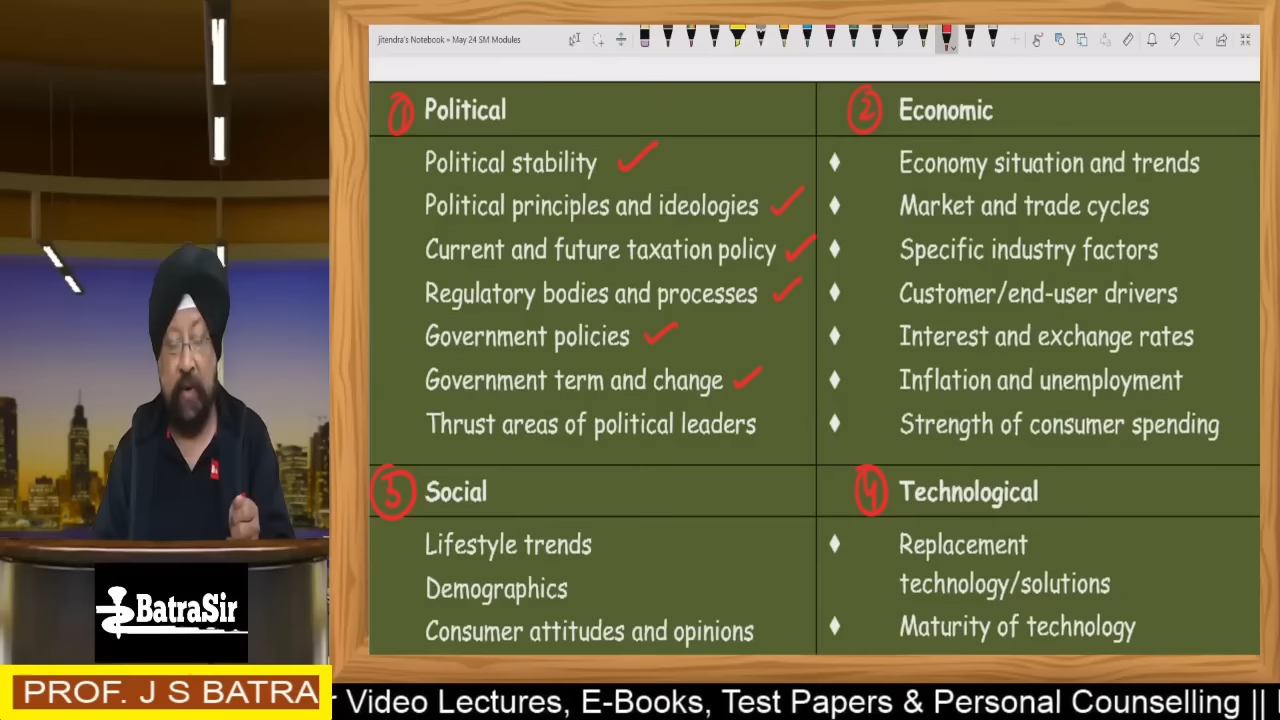 jitendra's Notebook » May 24 SM Modules
1 Political
Political stability
Political principles and ideologies
Current and future taxation policy
Regulatory bodies and processes
Government policies
Government term and change
Thrust areas of political leaders
2 Economic
Economy situation and trends
Market and trade cycles
Specific industry factors
Customer/end-user drivers
Interest and exchange rates
Inflation and unemployment
Strength of consumer spending
3 Social
Lifestyle trends
Demographics
Consumer attitudes and opinions
4 Technological
Replacement
technology/solutions
Maturity of technology
BatraSir
PROF. J S BATRA
Video Lectures, E-Books, Test Papers & Personal Counselling ||